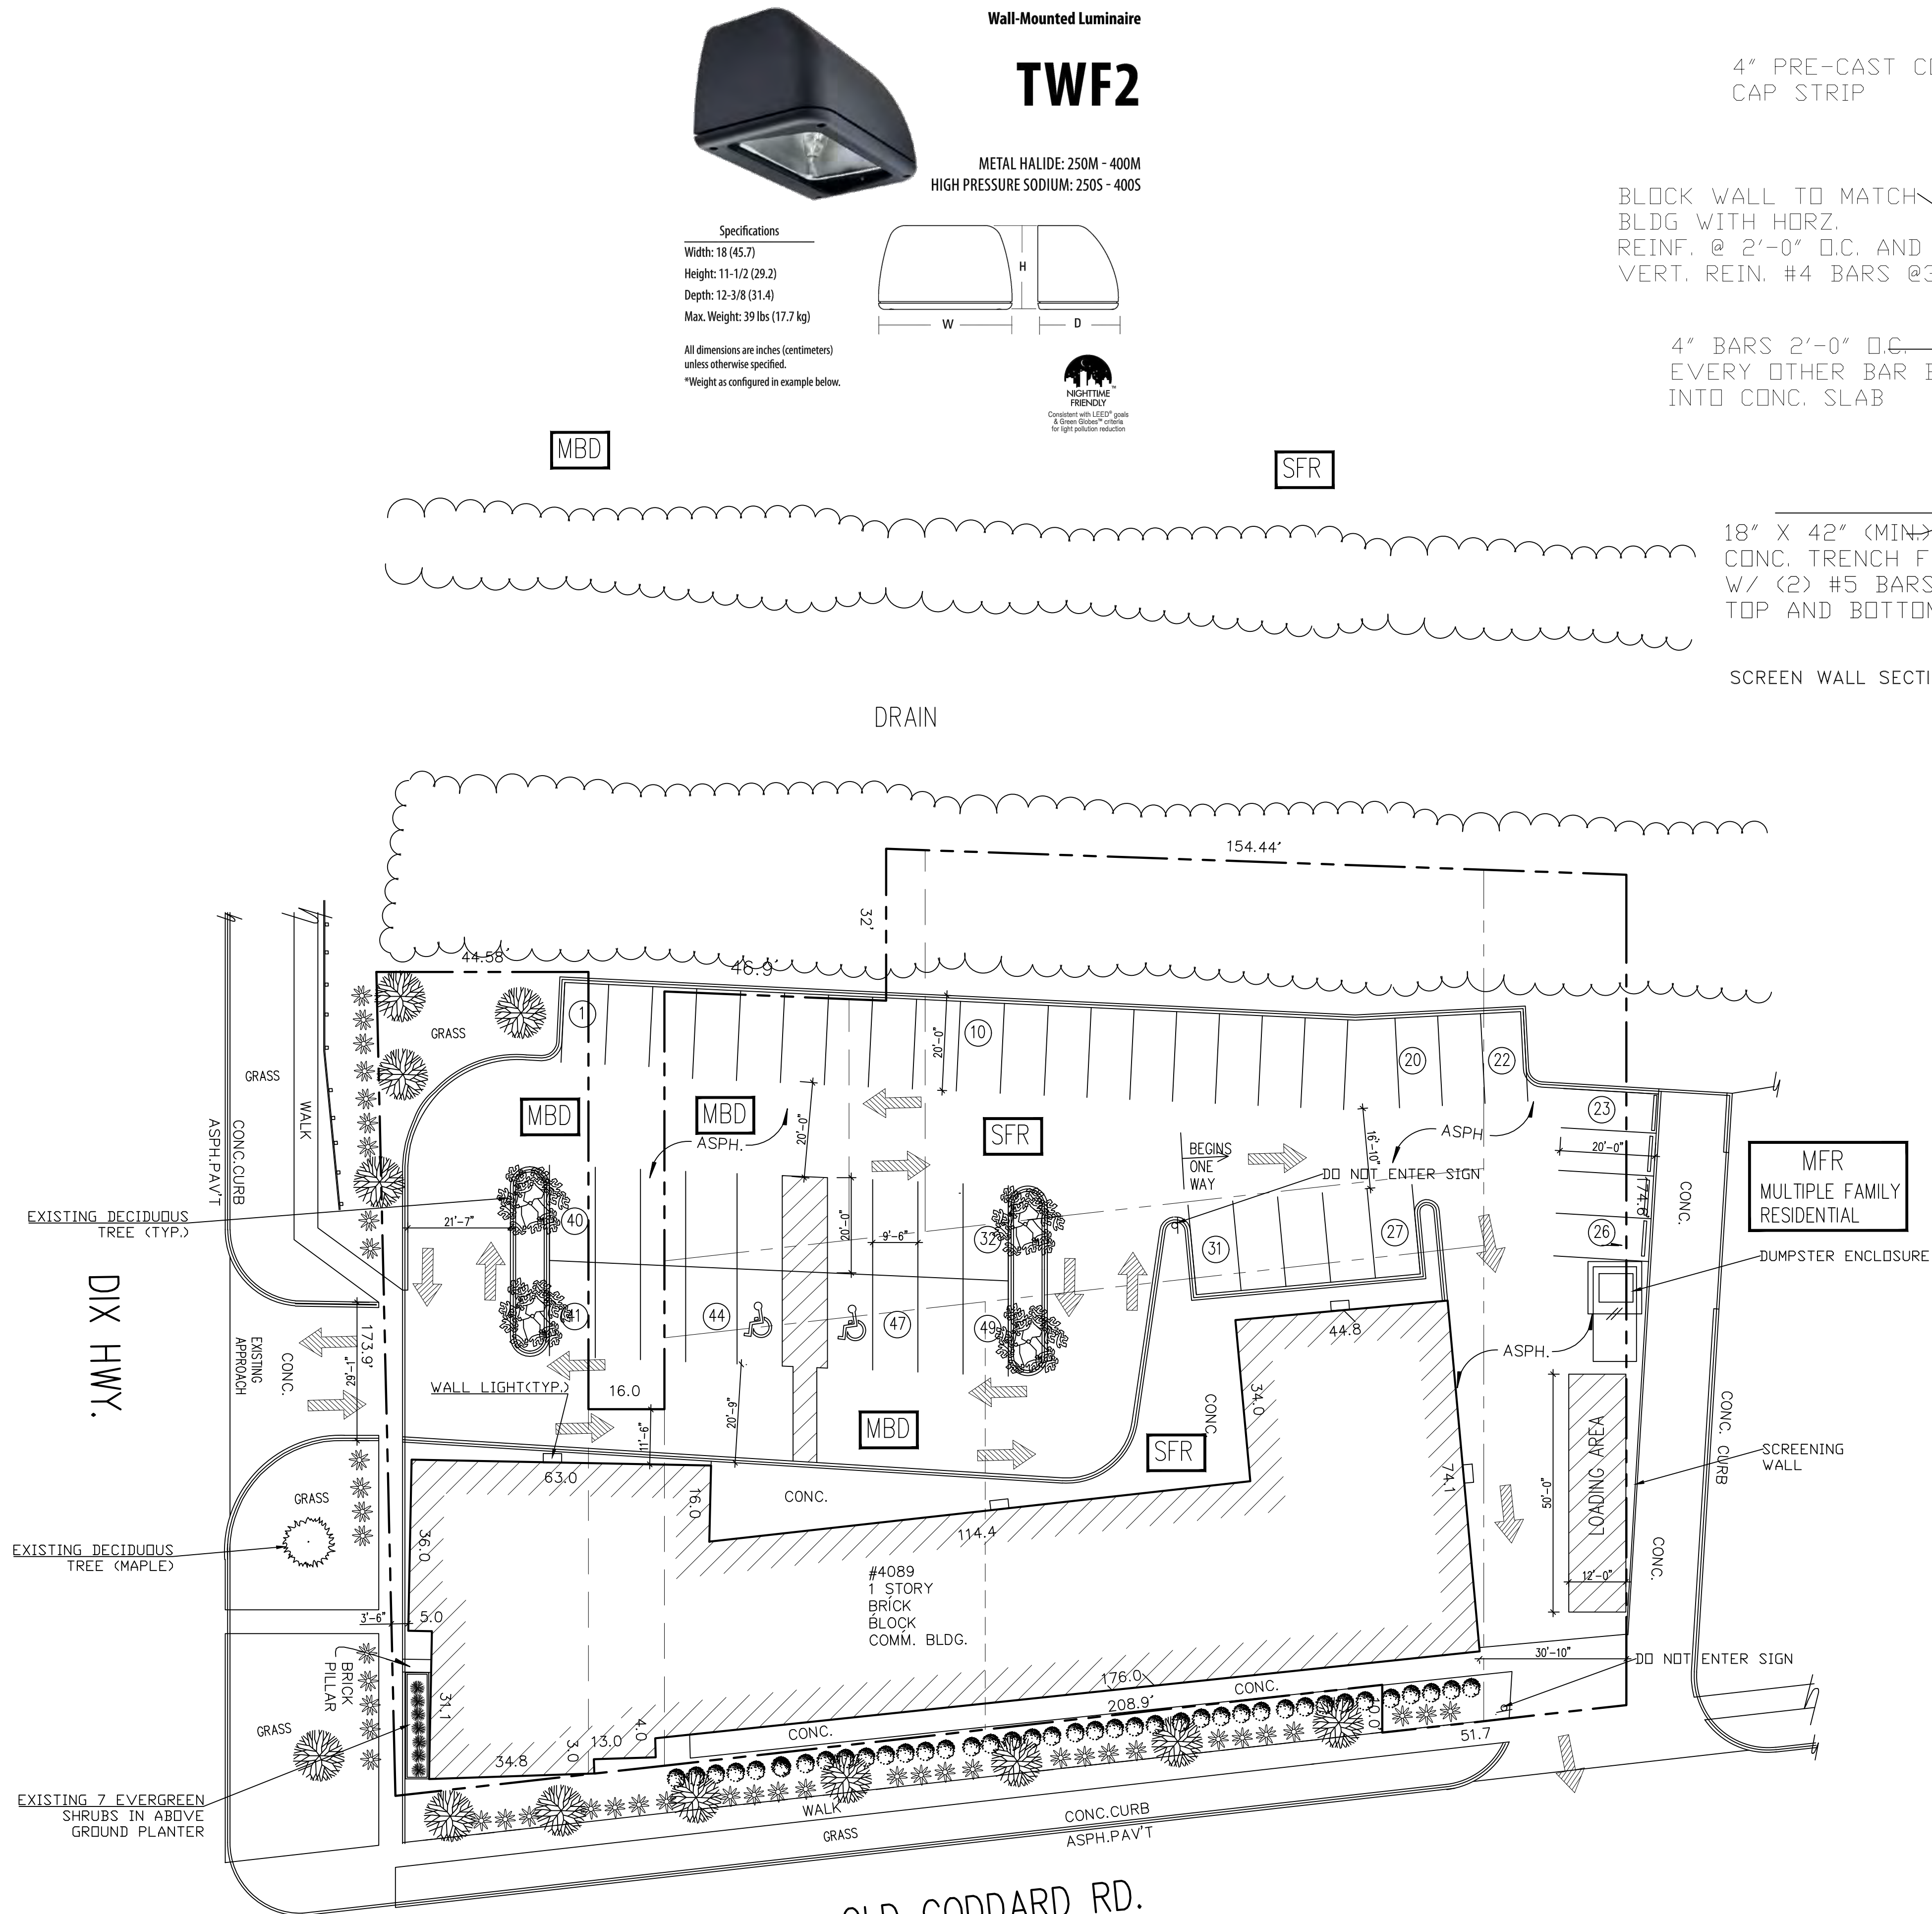 Wall-Mounted Luminaire
TWF2
METAL HALIDE: 250M - 400M
HIGH PRESSURE SODIUM: 250S - 400S
Specifications
Width: 18 (45.7)
Height: 11-1/2 (29.2)
Depth: 12-3/8 (31.4)
Max. Weight: 39 lbs (17.7 kg)
All dimensions are inches (centimeters)
unless otherwise specified.
*Weight as configured in example below.
H
W
D
NIGHTTIME
FRIENDLY™
Consistent with LEED® goals
& Green Globes™ criteria
for light pollution reduction
4" PRE-CAST
CAP STRIP
BLOCK WALL TO MATCH
BLDG WITH HORZ.
REINF. @ 2'-0" O.C. AND
VERT. REIN. #4 BARS @3
4" BARS 2'-0" O.C.
EVERY OTHER BAR
INTO CONC. SLAB
18" X 42" (MIN.)
CONC. TRENCH
W/ (2) #5 BARS
TOP AND BOTTOM
SCREEN WALL SECTI
MBD
SFR
DRAIN
154.44'
32'
44.58'
46.9'
GRASS
1
10
20
22
20'-0"
GRASS
WALK
CONC.CURB
ASPH.PAV'T
MBD
MBD
ASPH.
20'-0"
SFR
BEGINS
ONE
WAY
DO NOT ENTER SIGN
16'-10"
ASPH
23
20'-0"
174.6'
26
CONC.
MFR
MULTIPLE FAMILY
RESIDENTIAL
EXISTING DECIDUOUS
TREE (TYP.)
21'-7"
40
20'-0"
9'-6"
32
31
27
DUMPSTER ENCLOSURE
DIX HWY.
41
44
47
49
44.8
ASPH.
EXISTING
APPROACH
CONC.
173.9'
29'-1"
WALL LIGHT(TYP.)
16.0
11'-6"
20'-9"
MBD
CONC.
SFR
34.0
74.1
50'-0"
LOADING AREA
12'-0"
CONC. CURB
SCREENING
WALL
CONC.
63.0
16.0
CONC.
114.4
GRASS
EXISTING DECIDUOUS
TREE (MAPLE)
36.0
#4089
1 STORY
BRICK
BLOCK
COMM. BLDG.
3'-6"
5.0
BRICK
PILLAR
31.1
GRASS
30'-10"
DO NOT ENTER SIGN
176.0
208.9'
CONC.
10.0
51.7
CONC.
4.0
13.0
3.0
34.8
EXISTING 7 EVERGREEN
SHRUBS IN ABOVE
GROUND PLANTER
WALK
GRASS
CONC.CURB
ASPH.PAV'T
OLD GODDARD RD.